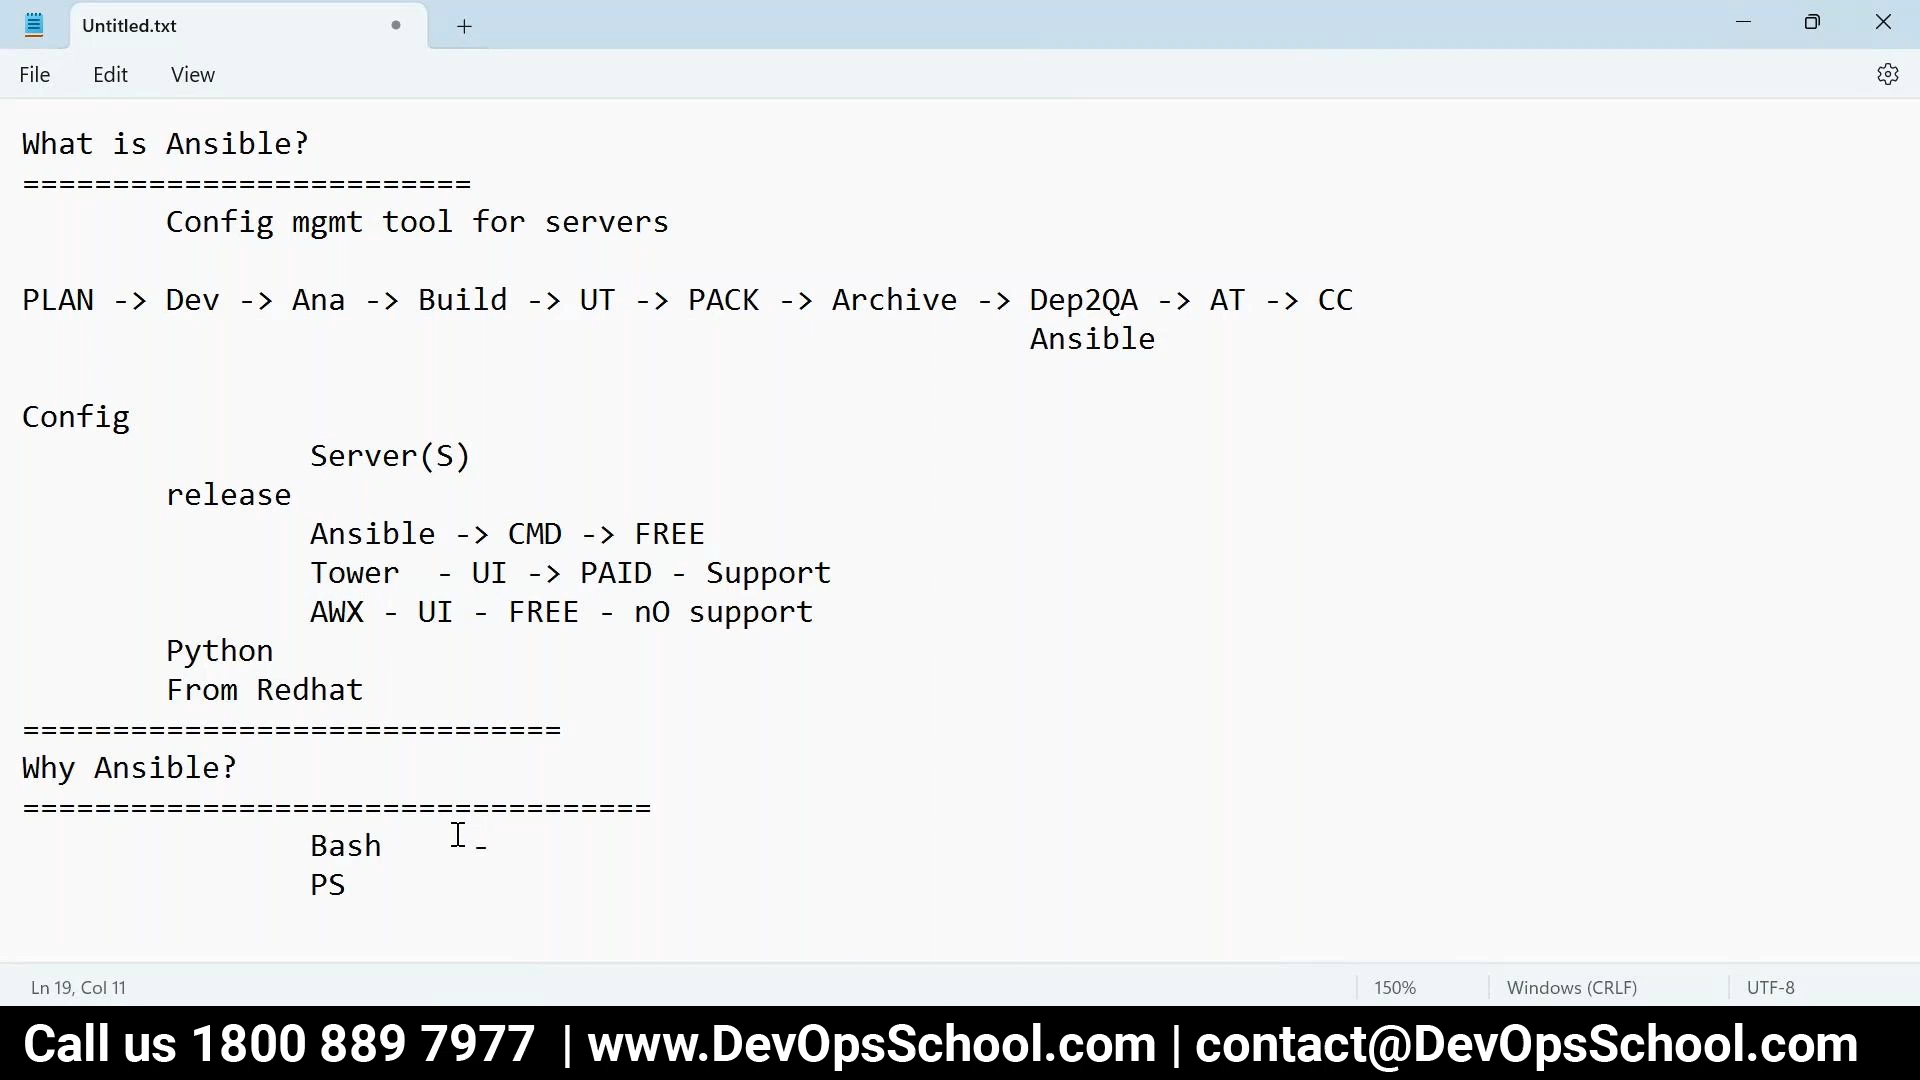 Untitled.txt
File Edit View
What is Ansible?
=========================
Config mgmt tool for servers
PLAN -> Dev -> Ana -> Build -> UT -> PACK -> Archive -> Dep2QA -> AT -> CC
Ansible
Config
Server(S)
release
Ansible -> CMD -> FREE
Tower  - UI -> PAID - Support
AWX - UI - FREE - nO support
Python
From Redhat
==============================
Why Ansible?
===================================
Bash -
PS
Ln 19, Col 11 150% Windows (CRLF) UTF-8
Call us 1800 889 7977 | www.DevOpsSchool.com | contact@DevOpsSchool.com